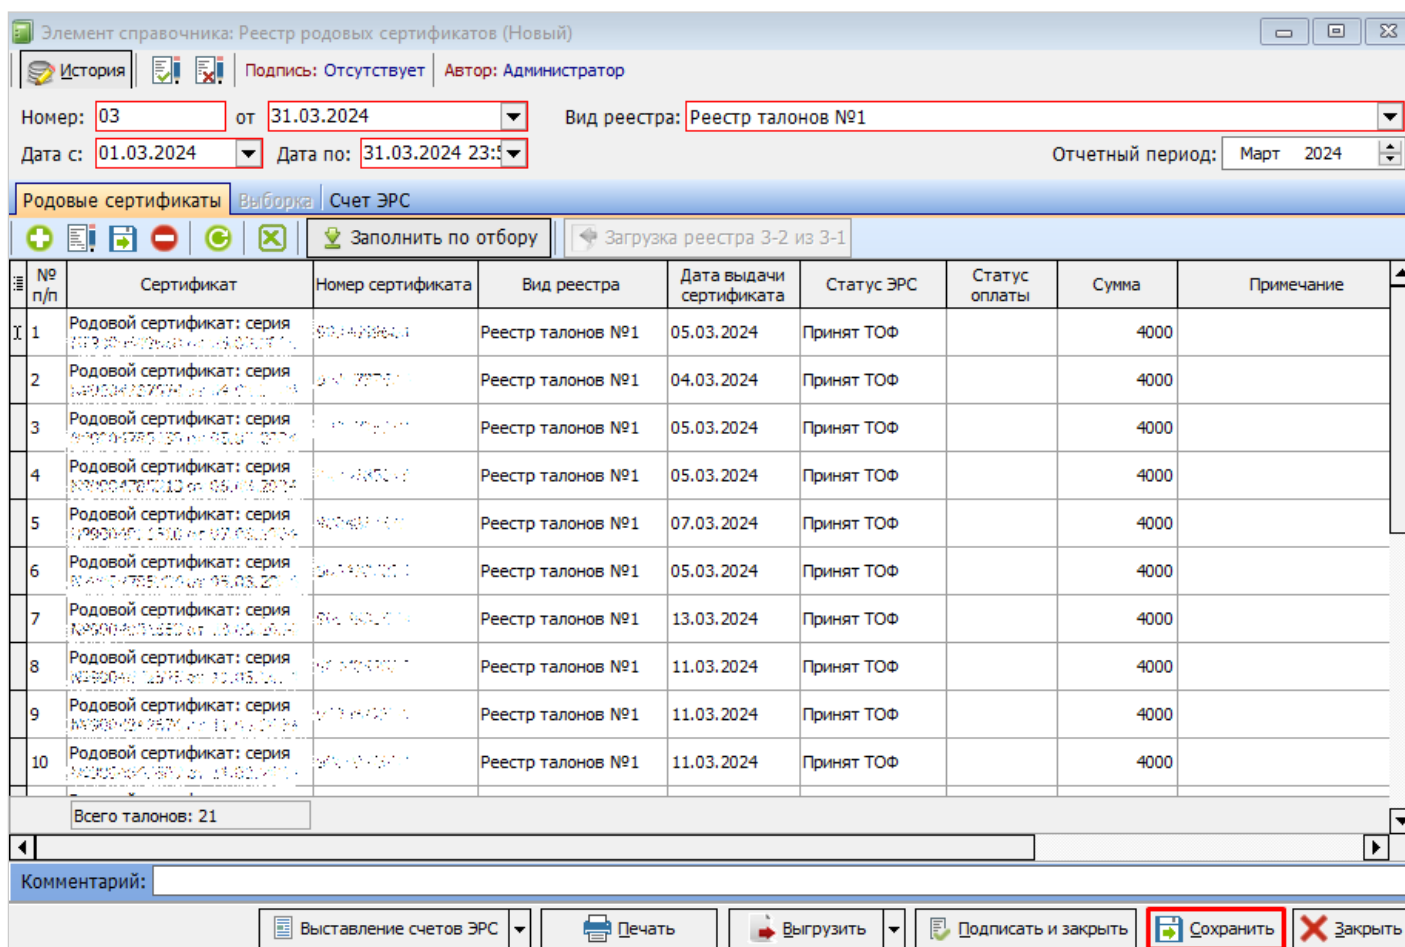 Элемент справочника: Реестр родовых сертификатов (Новый)
История Подпись: Отсутствует Автор: Администратор
Номер: 03 от 31.03.2024 Вид реестра: Реестр талонов №1
Дата с: 01.03.2024 Дата по: 31.03.2024 23:5 Отчетный период: Март 2024
Родовые сертификаты Выборка Счет ЭРС
Заполнить по отбору Загрузка реестра 3-2 из 3-1
№ п/п Сертификат Номер сертификата Вид реестра Дата выдачи сертификата Статус ЭРС Статус оплаты Сумма Примечание
1 Родовой сертификат: серия Реестр талонов №1 05.03.2024 Принят ТОФ 4000
2 Родовой сертификат: серия Реестр талонов №1 04.03.2024 Принят ТОФ 4000
3 Родовой сертификат: серия Реестр талонов №1 05.03.2024 Принят ТОФ 4000
4 Родовой сертификат: серия Реестр талонов №1 05.03.2024 Принят ТОФ 4000
5 Родовой сертификат: серия Реестр талонов №1 07.03.2024 Принят ТОФ 4000
6 Родовой сертификат: серия Реестр талонов №1 05.03.2024 Принят ТОФ 4000
7 Родовой сертификат: серия Реестр талонов №1 13.03.2024 Принят ТОФ 4000
8 Родовой сертификат: серия Реестр талонов №1 11.03.2024 Принят ТОФ 4000
9 Родовой сертификат: серия Реестр талонов №1 11.03.2024 Принят ТОФ 4000
10 Родовой сертификат: серия Реестр талонов №1 11.03.2024 Принят ТОФ 4000
Всего талонов: 21
Комментарий:
Выставление счетов ЭРС Печать Выгрузить Подписать и закрыть Сохранить Закрыть